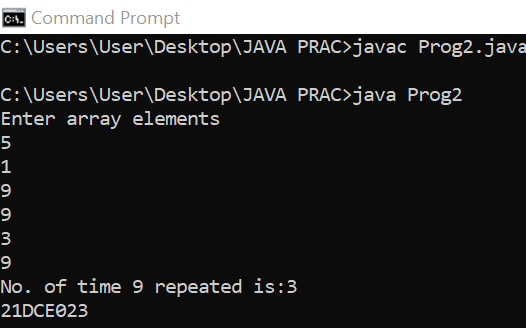 Command Prompt
C:\Users\User\Desktop\JAVA PRAC>javac Prog2.java
C:\Users\User\Desktop\JAVA PRAC>java Prog2
Enter array elements
5
1
9
9
3
9
No. of time 9 repeated is:3
21DCE023